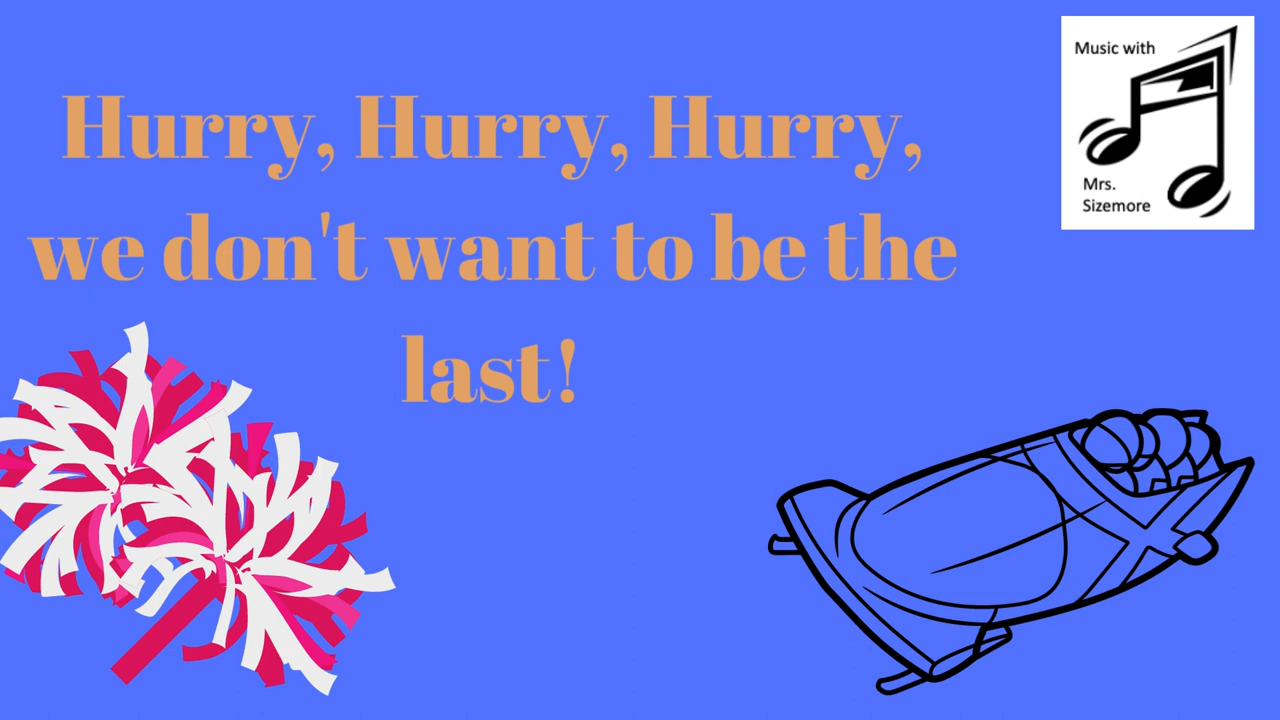 Hurry, Hurry, Hurry,
we don't want to be the
last!
Music with
Mrs.
Sizemore